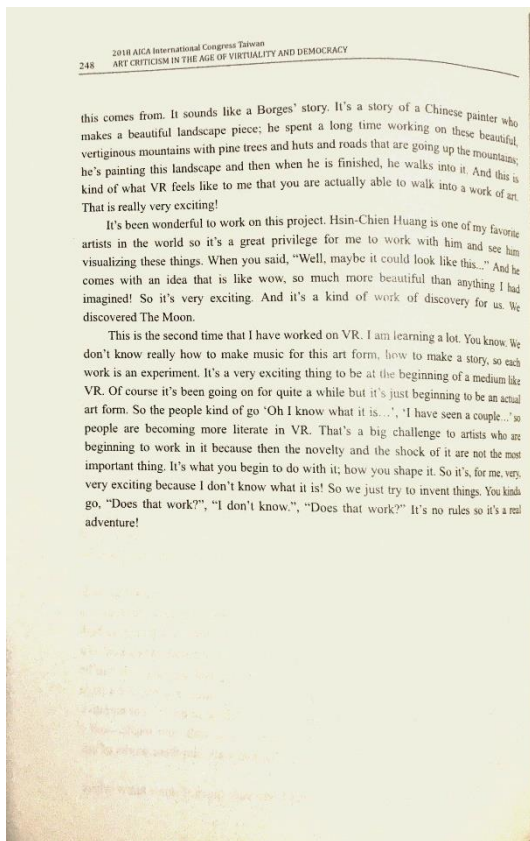 2018 AICA International Congress Taiwan
248 ART CRITICISM IN THE AGE OF VIRTUALITY AND DEMOCRACY
this comes from. It sounds like a Borges' story. It's a story of a Chinese painter who
makes a beautiful landscape piece; he spent a long time working on these beautiful,
vertiginous mountains with pine trees and huts and roads that are going up the mountains;
he's painting this landscape and then when he is finished, he walks into it. And this is
kind of what VR feels like to me that you are actually able to walk into a work of art.
That is really very exciting!
It's been wonderful to work on this project. Hsin-Chien Huang is one of my favorite
artists in the world so it's a great privilege for me to work with him and see him
visualizing these things. When you said, “Well, maybe it could look like this...” And he
comes with an idea that is like wow, so much more beautiful than anything I had
imagined! So it's very exciting. And it's a kind of work of discovery for us. We
discovered The Moon.
This is the second time that I have worked on VR. I am learning a lot. You know, We
don't know really how to make music for this art form, how to make a story, so each
work is an experiment. It's a very exciting thing to be at the beginning of a medium like
VR. Of course it's been going on for quite a while but it's just beginning to be an actual
art form. So the people kind of go ‘Oh I know what it is…’, ‘I have seen a couple...’ so
people are becoming more literate in VR. That's a big challenge to artists who are
beginning to work in it because then the novelty and the shock of it are not the most
important thing. It's what you begin to do with it; how you shape it. So it's, for me, very,
very exciting because I don't know what it is! So we just try to invent things. You kinda
go, “Does that work?”, “I don't know.”, “Does that work?” It's no rules so it's a real
adventure!